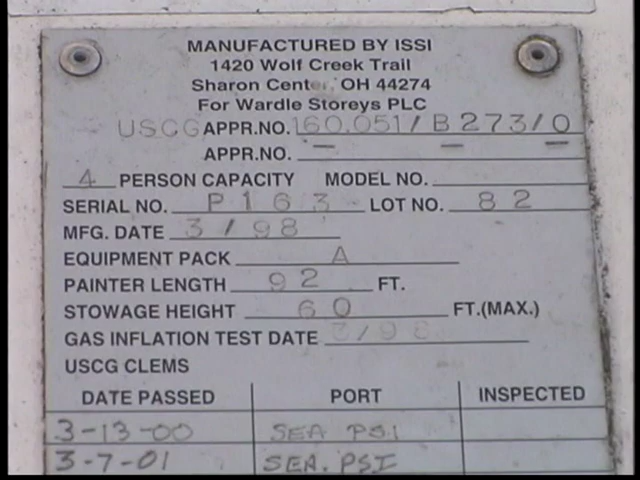 MANUFACTURED BY ISSI
1420 Wolf Creek Trail
Sharon Center, OH 44274
For Wardle Storeys PLC
USCG APPR.NO. 160.051/B273/0
APPR.NO. — — —
4 PERSON CAPACITY MODEL NO.
SERIAL NO. P163 LOT NO. 82
MFG. DATE 3/98
EQUIPMENT PACK A
PAINTER LENGTH 92 FT.
STOWAGE HEIGHT 60 FT.(MAX.)
GAS INFLATION TEST DATE 3/98
USCG CLEMS
DATE PASSED PORT INSPECTED
3-13-00 SEA PSI
3-7-01 SEA. PSI